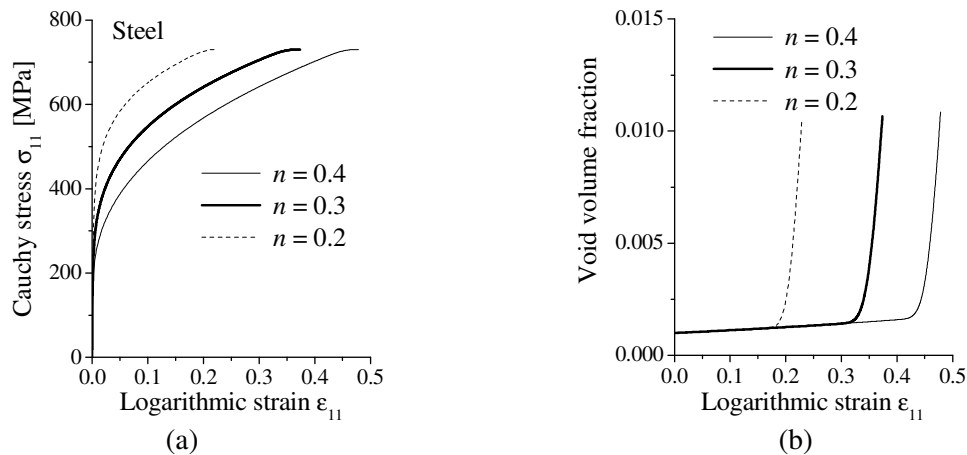 Steel
Cauchy stress σ₁₁ [MPa]
800
600
400
200
0
n = 0.4
n = 0.3
n = 0.2
0.0 0.1 0.2 0.3 0.4 0.5
Logarithmic strain ε₁₁
(a)
Void volume fraction
0.015
0.010
0.005
0.000
n = 0.4
n = 0.3
n = 0.2
0.0 0.1 0.2 0.3 0.4 0.5
Logarithmic strain ε₁₁
(b)